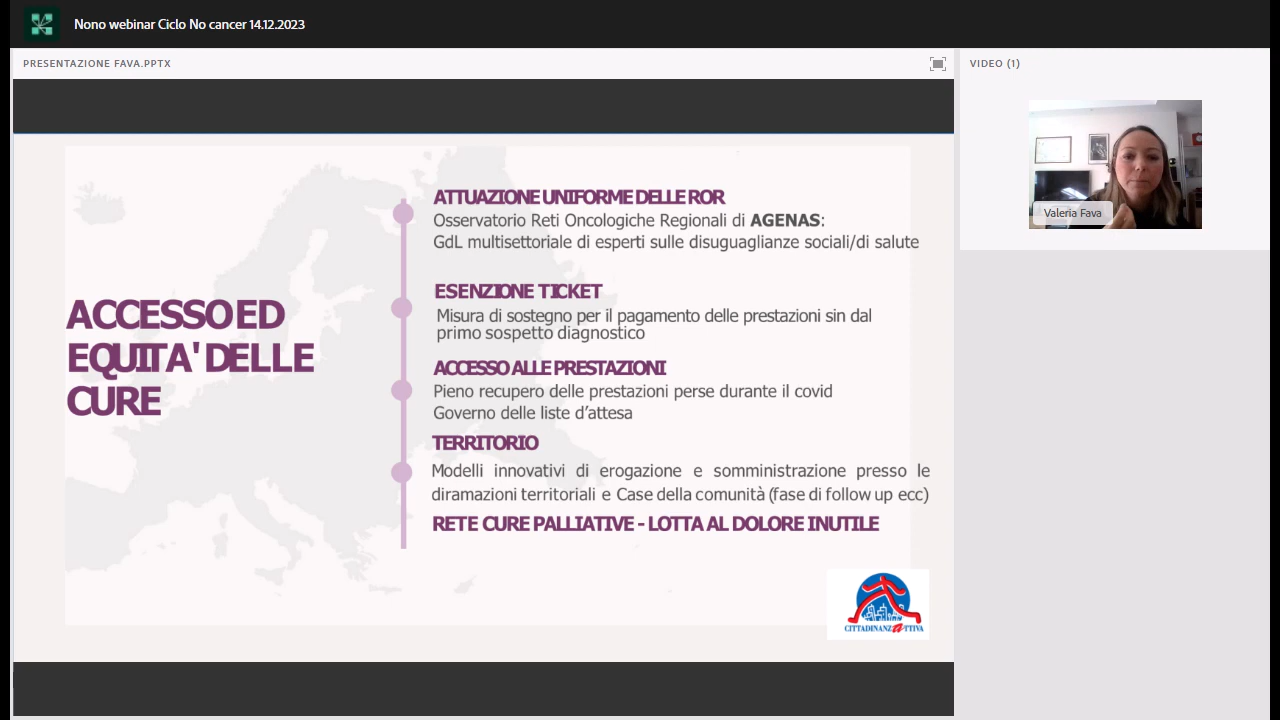 Nono webinar Ciclo No cancer 14.12.2023
PRESENTAZIONE FAVA.PPTX
VIDEO (1)
Valeria Fava
ACCESSO ED
EQUITA' DELLE
CURE
ATTUAZIONE UNIFORME DELLE ROR
Osservatorio Reti Oncologiche Regionali di AGENAS:
GdL multisettoriale di esperti sulle disuguaglianze sociali/di salute
ESENZIONE TICKET
Misura di sostegno per il pagamento delle prestazioni sin dal
primo sospetto diagnostico
ACCESSO ALLE PRESTAZIONI
Pieno recupero delle prestazioni perse durante il covid
Governo delle liste d'attesa
TERRITORIO
Modelli innovativi di erogazione e somministrazione presso le
diramazioni territoriali e Case della comunità (fase di follow up ecc)
RETE CURE PALLIATIVE - LOTTA AL DOLORE INUTILE
CITTADINANZATTIVA